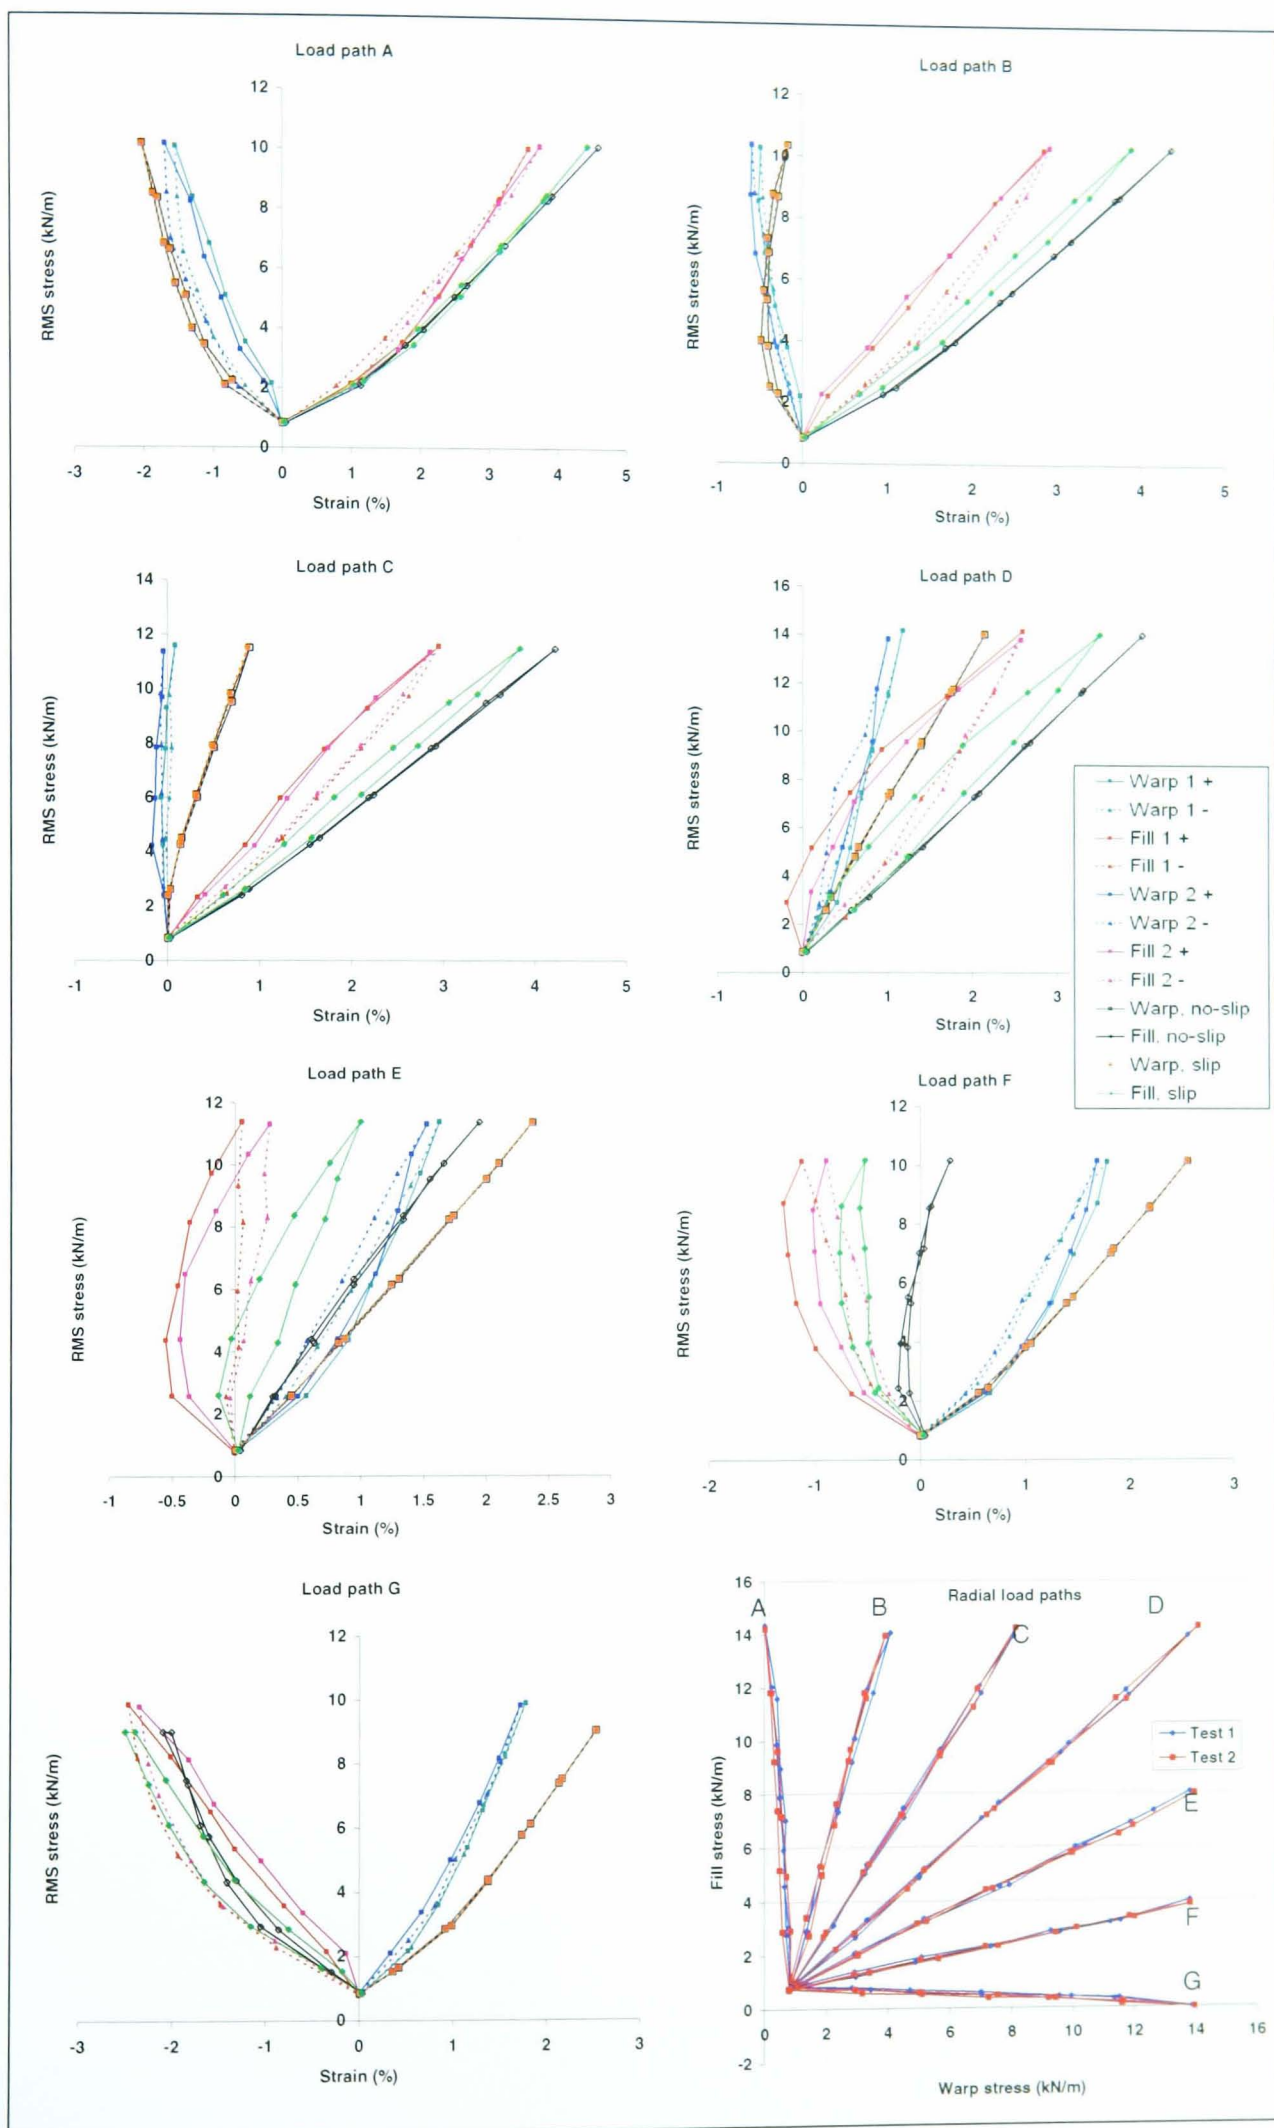 Load path A
12
10
8
6
4
2
0
-3 -2 -1 0 1 2 3 4 5
RMS stress (kN/m)
Strain (%)
Load path B
12
10
8
6
4
2
0
-1 0 1 2 3 4 5
RMS stress (kN/m)
Strain (%)
Load path C
14
12
10
8
6
4
2
0
-1 0 1 2 3 4 5
RMS stress (kN/m)
Strain (%)
Load path D
16
14
12
10
8
6
4
2
0
-1 0 1 2 3
RMS stress (kN/m)
Strain (%)
Warp 1 +
Warp 1 -
Fill 1 +
Fill 1 -
Warp 2 +
Warp 2 -
Fill 2 +
Fill 2 -
Warp, no-slip
Fill, no-slip
Warp, slip
Fill, slip
Load path E
12
10
8
6
4
2
0
-1 -0.5 0 0.5 1 1.5 2 2.5 3
RMS stress (kN/m)
Strain (%)
Load path F
12
10
8
6
4
2
0
-2 -1 0 1 2 3
RMS stress (kN/m)
Strain (%)
Load path G
12
10
8
6
4
2
0
-3 -2 -1 0 1 2 3
RMS stress (kN/m)
Strain (%)
Radial load paths
A B C D E F G
16
14
12
10
8
6
4
2
0
-2
0 2 4 6 8 10 12 14 16
Fill stress (kN/m)
Warp stress (kN/m)
Test 1
Test 2